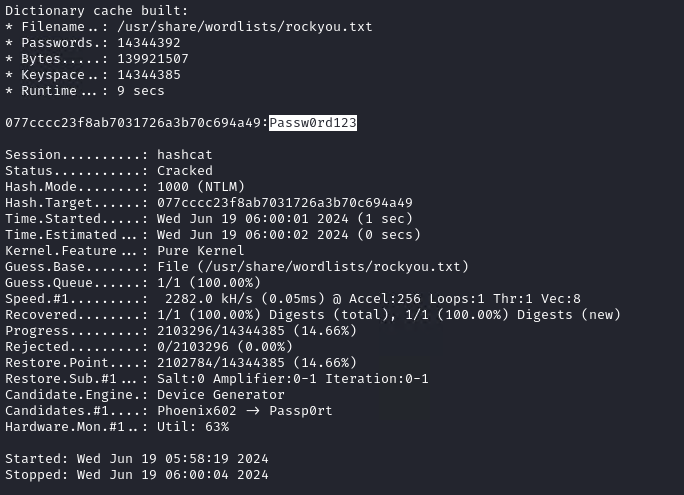 Dictionary cache built:
* Filename..: /usr/share/wordlists/rockyou.txt
* Passwords.: 14344392
* Bytes.....: 139921507
* Keyspace..: 14344385
* Runtime...: 9 secs
077cccc23f8ab7031726a3b70c694a49:Passw0rd123
Session..........: hashcat
Status...........: Cracked
Hash.Mode........: 1000 (NTLM)
Hash.Target......: 077cccc23f8ab7031726a3b70c694a49
Time.Started.....: Wed Jun 19 06:00:01 2024 (1 sec)
Time.Estimated...: Wed Jun 19 06:00:02 2024 (0 secs)
Kernel.Feature...: Pure Kernel
Guess.Base.......: File (/usr/share/wordlists/rockyou.txt)
Guess.Queue......: 1/1 (100.00%)
Speed.#1.........:  2282.0 kH/s (0.05ms) @ Accel:256 Loops:1 Thr:1 Vec:8
Recovered........: 1/1 (100.00%) Digests (total), 1/1 (100.00%) Digests (new)
Progress.........: 2103296/14344385 (14.66%)
Rejected.........: 0/2103296 (0.00%)
Restore.Point....: 2102784/14344385 (14.66%)
Restore.Sub.#1...: Salt:0 Amplifier:0-1 Iteration:0-1
Candidate.Engine.: Device Generator
Candidates.#1....: Phoenix602 -> Passp0rt
Hardware.Mon.#1..: Util: 63%
Started: Wed Jun 19 05:58:19 2024
Stopped: Wed Jun 19 06:00:04 2024